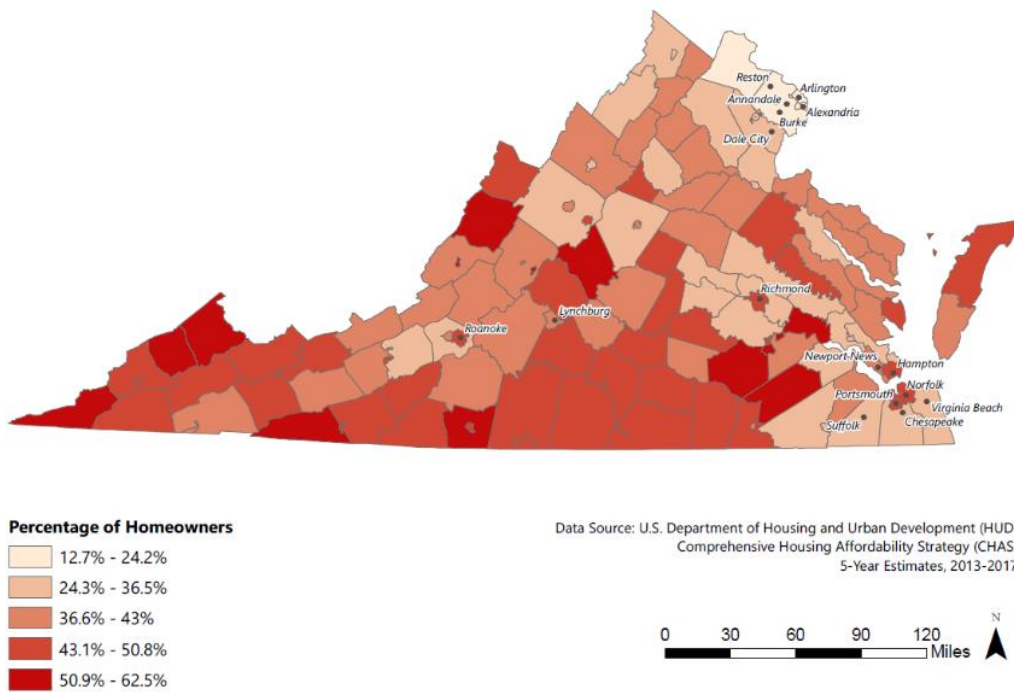 Reston
Arlington
Annandale
Alexandria
Burke
Dale City
Richmond
Lynchburg
Roanoke
Newport-News
Hampton
Norfolk
Portsmouth
Virginia Beach
Suffolk
Chesapeake
Percentage of Homeowners
12.7% - 24.2%
24.3% - 36.5%
36.6% - 43%
43.1% - 50.8%
50.9% - 62.5%
Data Source: U.S. Department of Housing and Urban Development (HUD
Comprehensive Housing Affordability Strategy (CHAS
5-Year Estimates, 2013-2017
N
0 30 60 90 120
Miles